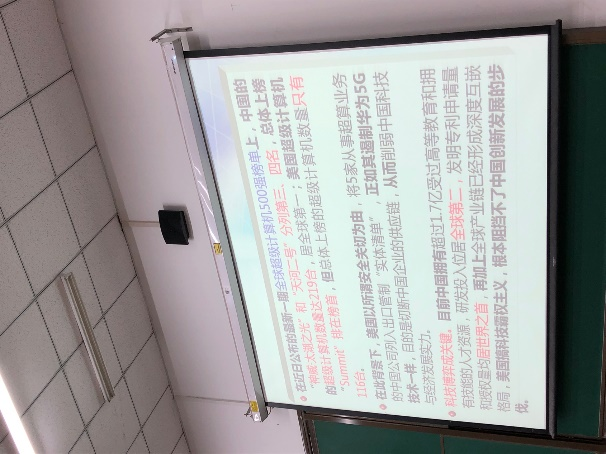 在近日公布的最新一期全球超级计算机500强榜单上，中国的
“神威·太湖之光”和“天河二号”分列第三、四名，总体上榜
的超级计算机数量达219台，居全球第一；美国超级计算机
“Summit”排在榜首，但总体上榜的超级计算机数量只有
116台。
在此背景下，美国以所谓安全关切为由，将5家从事超算业务
的中国公司列入出口管制“实体清单”，正如其遏制华为5G
技术一样，目的是切断中国企业的供应链，从而削弱中国科技
与经济发展实力。
科技博弈成关键。目前中国拥有超过1.7亿受过高等教育和拥
有技能的人才资源，研发投入位居全球第二，发明专利申请量
和授权量均居世界之首，再加上全球产业链已经形成深度互嵌
格局，美国搞科技霸权主义，根本阻挡不了中国创新发展的步
伐。